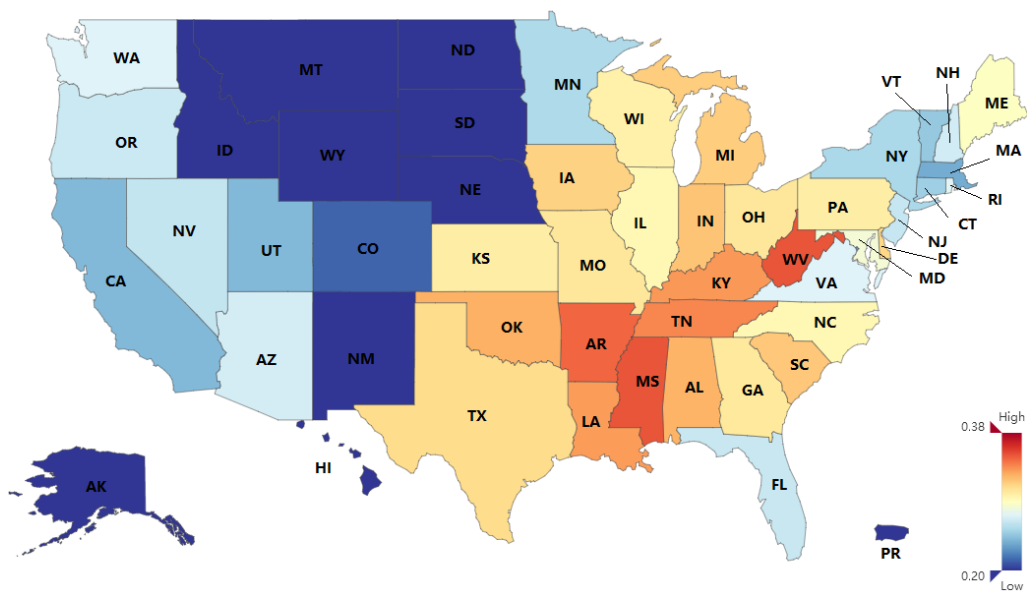 WA
MT
ND
MN
VT
NH
ME
OR
ID
WY
SD
WI
MI
NY
MA
RI
CT
NE
IA
NV
UT
CO
KS
MO
IL
IN
OH
PA
NJ
DE
MD
CA
WV
VA
KY
AZ
NM
OK
AR
TN
NC
SC
TX
LA
MS
AL
GA
FL
AK
HI
PR
0.38 High
0.20 Low